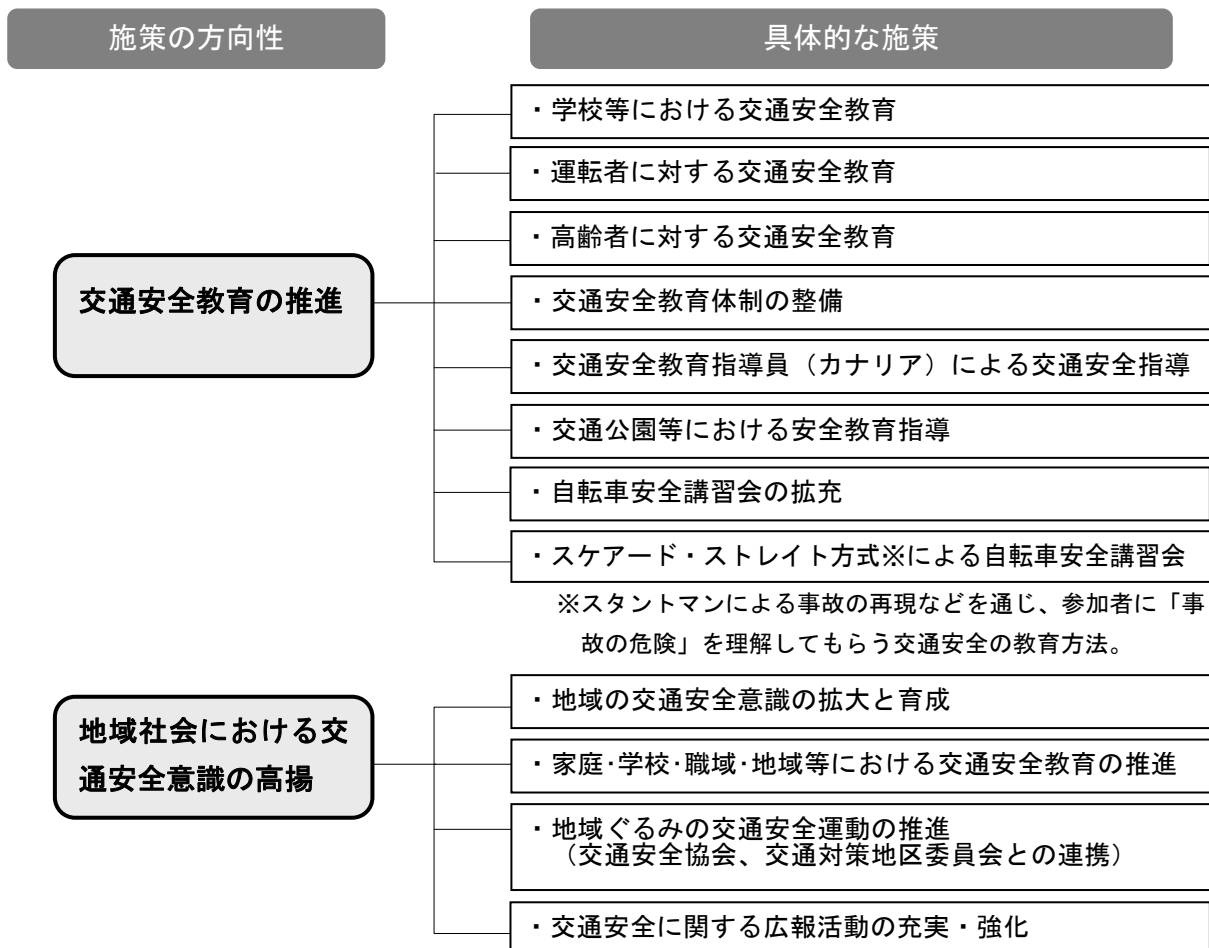 施策の方向性
具体的な施策
交通安全教育の推進
・学校等における交通安全教育
・運転者に対する交通安全教育
・高齢者に対する交通安全教育
・交通安全教育体制の整備
・交通安全教育指導員（カナリア）による交通安全指導
・交通公園等における安全教育指導
・自転車安全講習会の拡充
・スケアード・ストレイト方式※による自転車安全講習会
※スタントマンによる事故の再現などを通じ、参加者に「事
故の危険」を理解してもらう交通安全の教育方法。
地域社会における交
通安全意識の高揚
・地域の交通安全意識の拡大と育成
・家庭・学校・職域・地域等における交通安全教育の推進
・地域ぐるみの交通安全運動の推進
（交通安全協会、交通対策地区委員会との連携）
・交通安全に関する広報活動の充実・強化